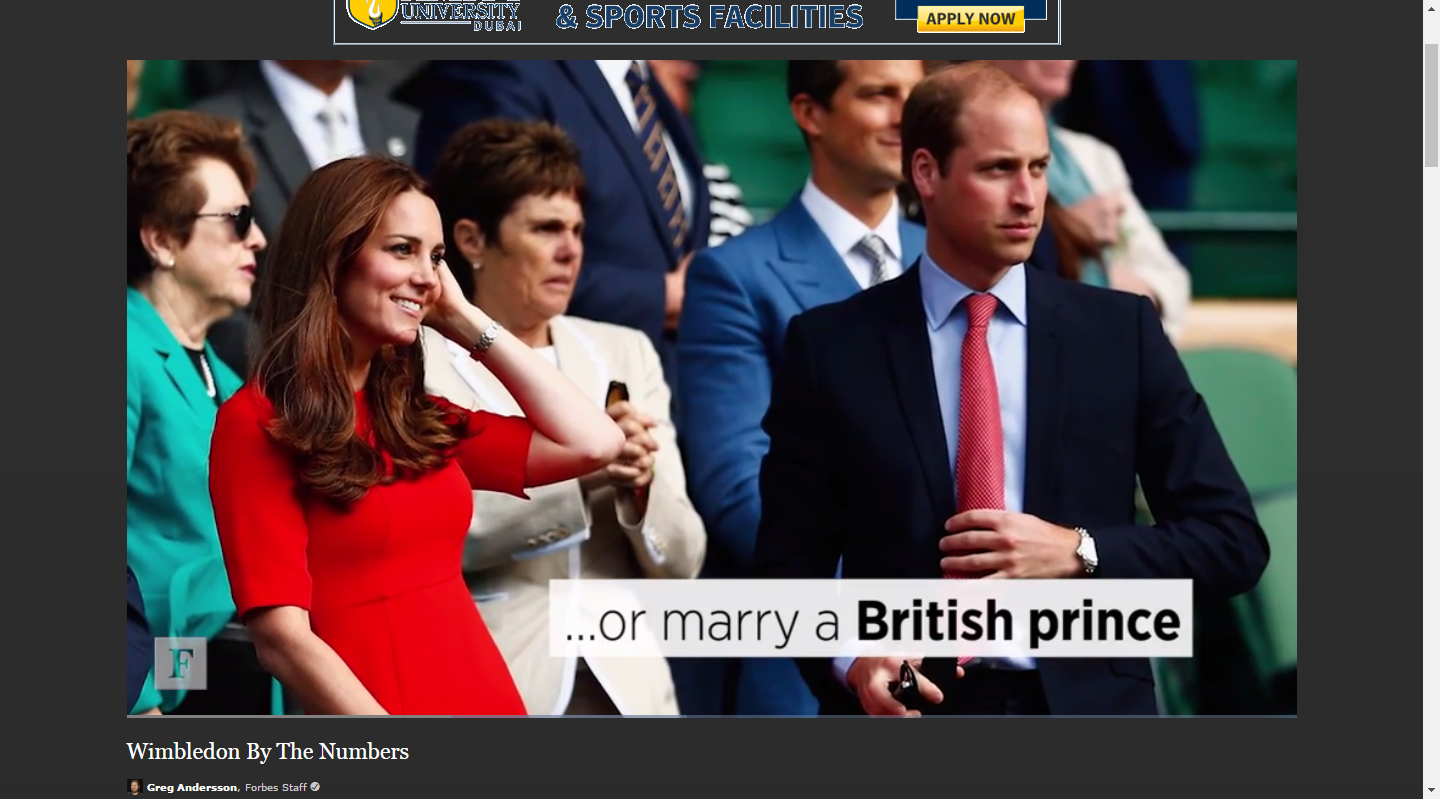 UNIVERSITY
DUBAI
& SPORTS FACILITIES
APPLY NOW
...or marry a British prince
F
Wimbledon By The Numbers
Greg Andersson, Forbes Staff